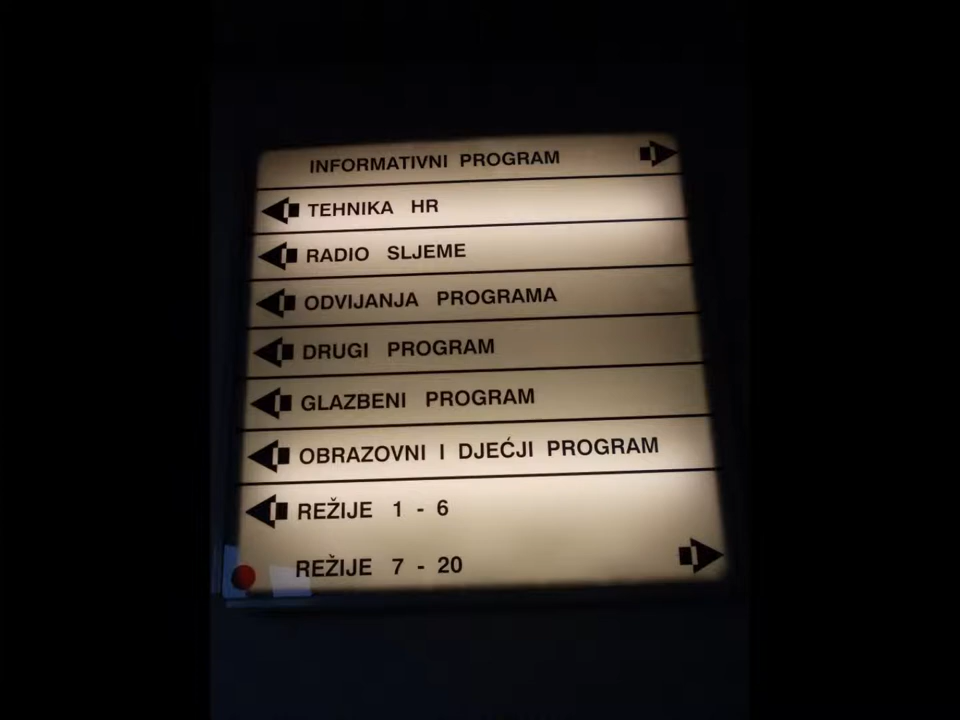 INFORMATIVNI PROGRAM
TEHNIKA HR
RADIO SLJEME
ODVIJANJA PROGRAMA
DRUGI PROGRAM
GLAZBENI PROGRAM
OBRAZOVNI I DJEĆJI PROGRAM
REŽIJE 1 - 6
REŽIJE 7 - 20